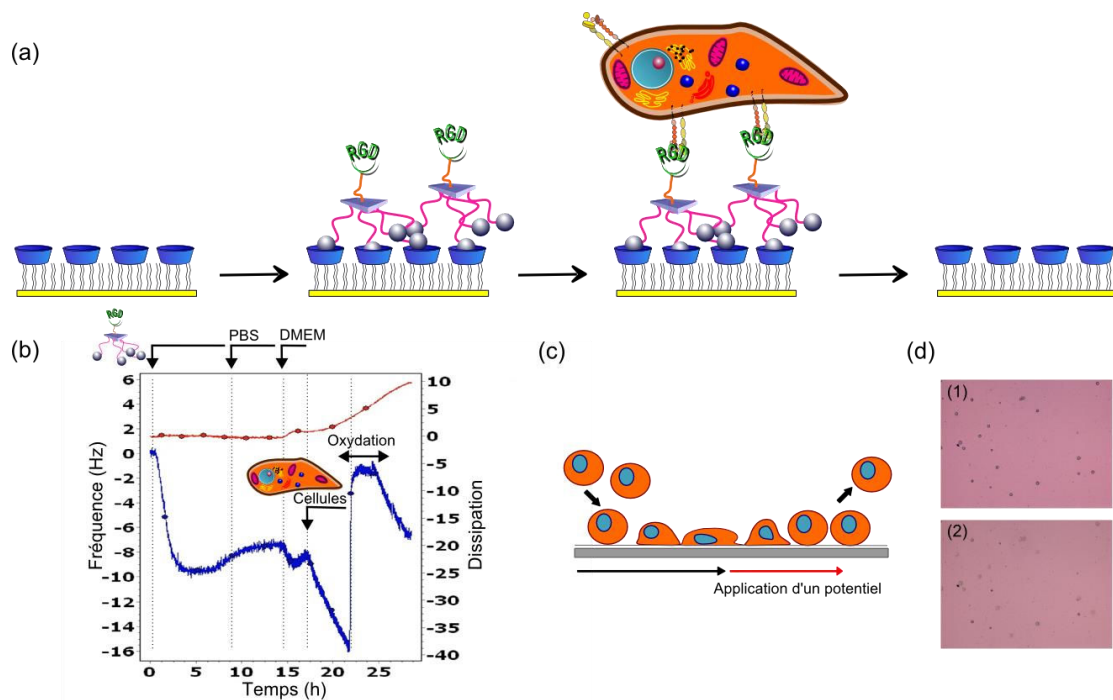 (a)
RGD
RGD
RGD
RGD
(b)
RGD
PBS
DMEM
6
4
2
0
-2
-4
-6
-8
-10
-12
-14
-16
Fréquence (Hz)
10
5
0
-5
-10
-15
-20
-25
-30
-35
-40
Dissipation
Oxydation
Cellules
0
5
10
15
20
25
Temps (h)
(c)
Application d'un potentiel
(d)
(1)
(2)